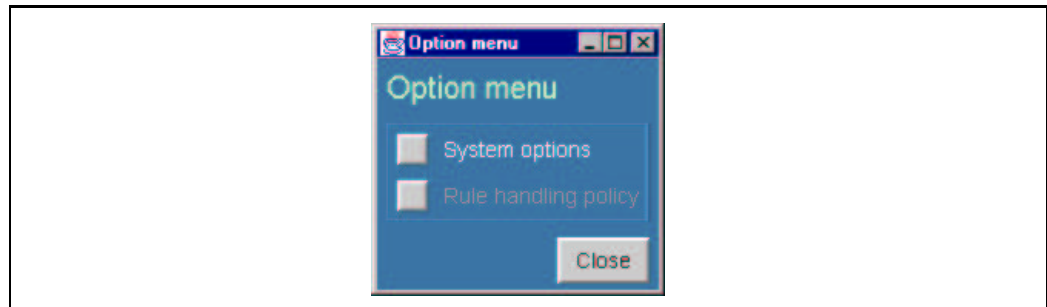 Option menu
Option menu
System options
Rule handling policy
Close